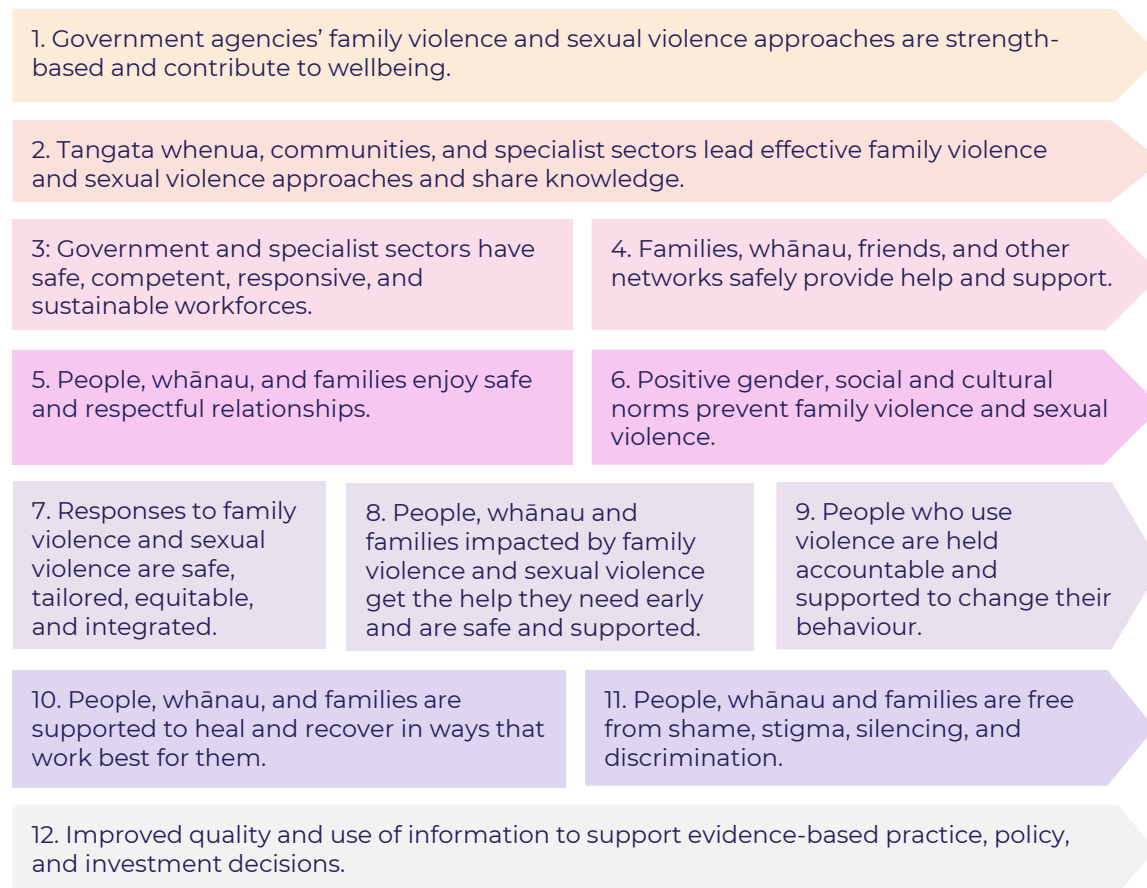 1. Government agencies’ family violence and sexual violence approaches are strength-
based and contribute to wellbeing.
2. Tangata whenua, communities, and specialist sectors lead effective family violence
and sexual violence approaches and share knowledge.
3: Government and specialist sectors have
safe, competent, responsive, and
sustainable workforces.
4. Families, whānau, friends, and other
networks safely provide help and support.
5. People, whānau, and families enjoy safe
and respectful relationships.
6. Positive gender, social and cultural
norms prevent family violence and sexual
violence.
7. Responses to family
violence and sexual
violence are safe,
tailored, equitable,
and integrated.
8. People, whānau and
families impacted by family
violence and sexual violence
get the help they need early
and are safe and supported.
9. People who use
violence are held
accountable and
supported to change their
behaviour.
10. People, whānau, and families are
supported to heal and recover in ways that
work best for them.
11. People, whānau and families are free
from shame, stigma, silencing, and
discrimination.
12. Improved quality and use of information to support evidence-based practice, policy,
and investment decisions.